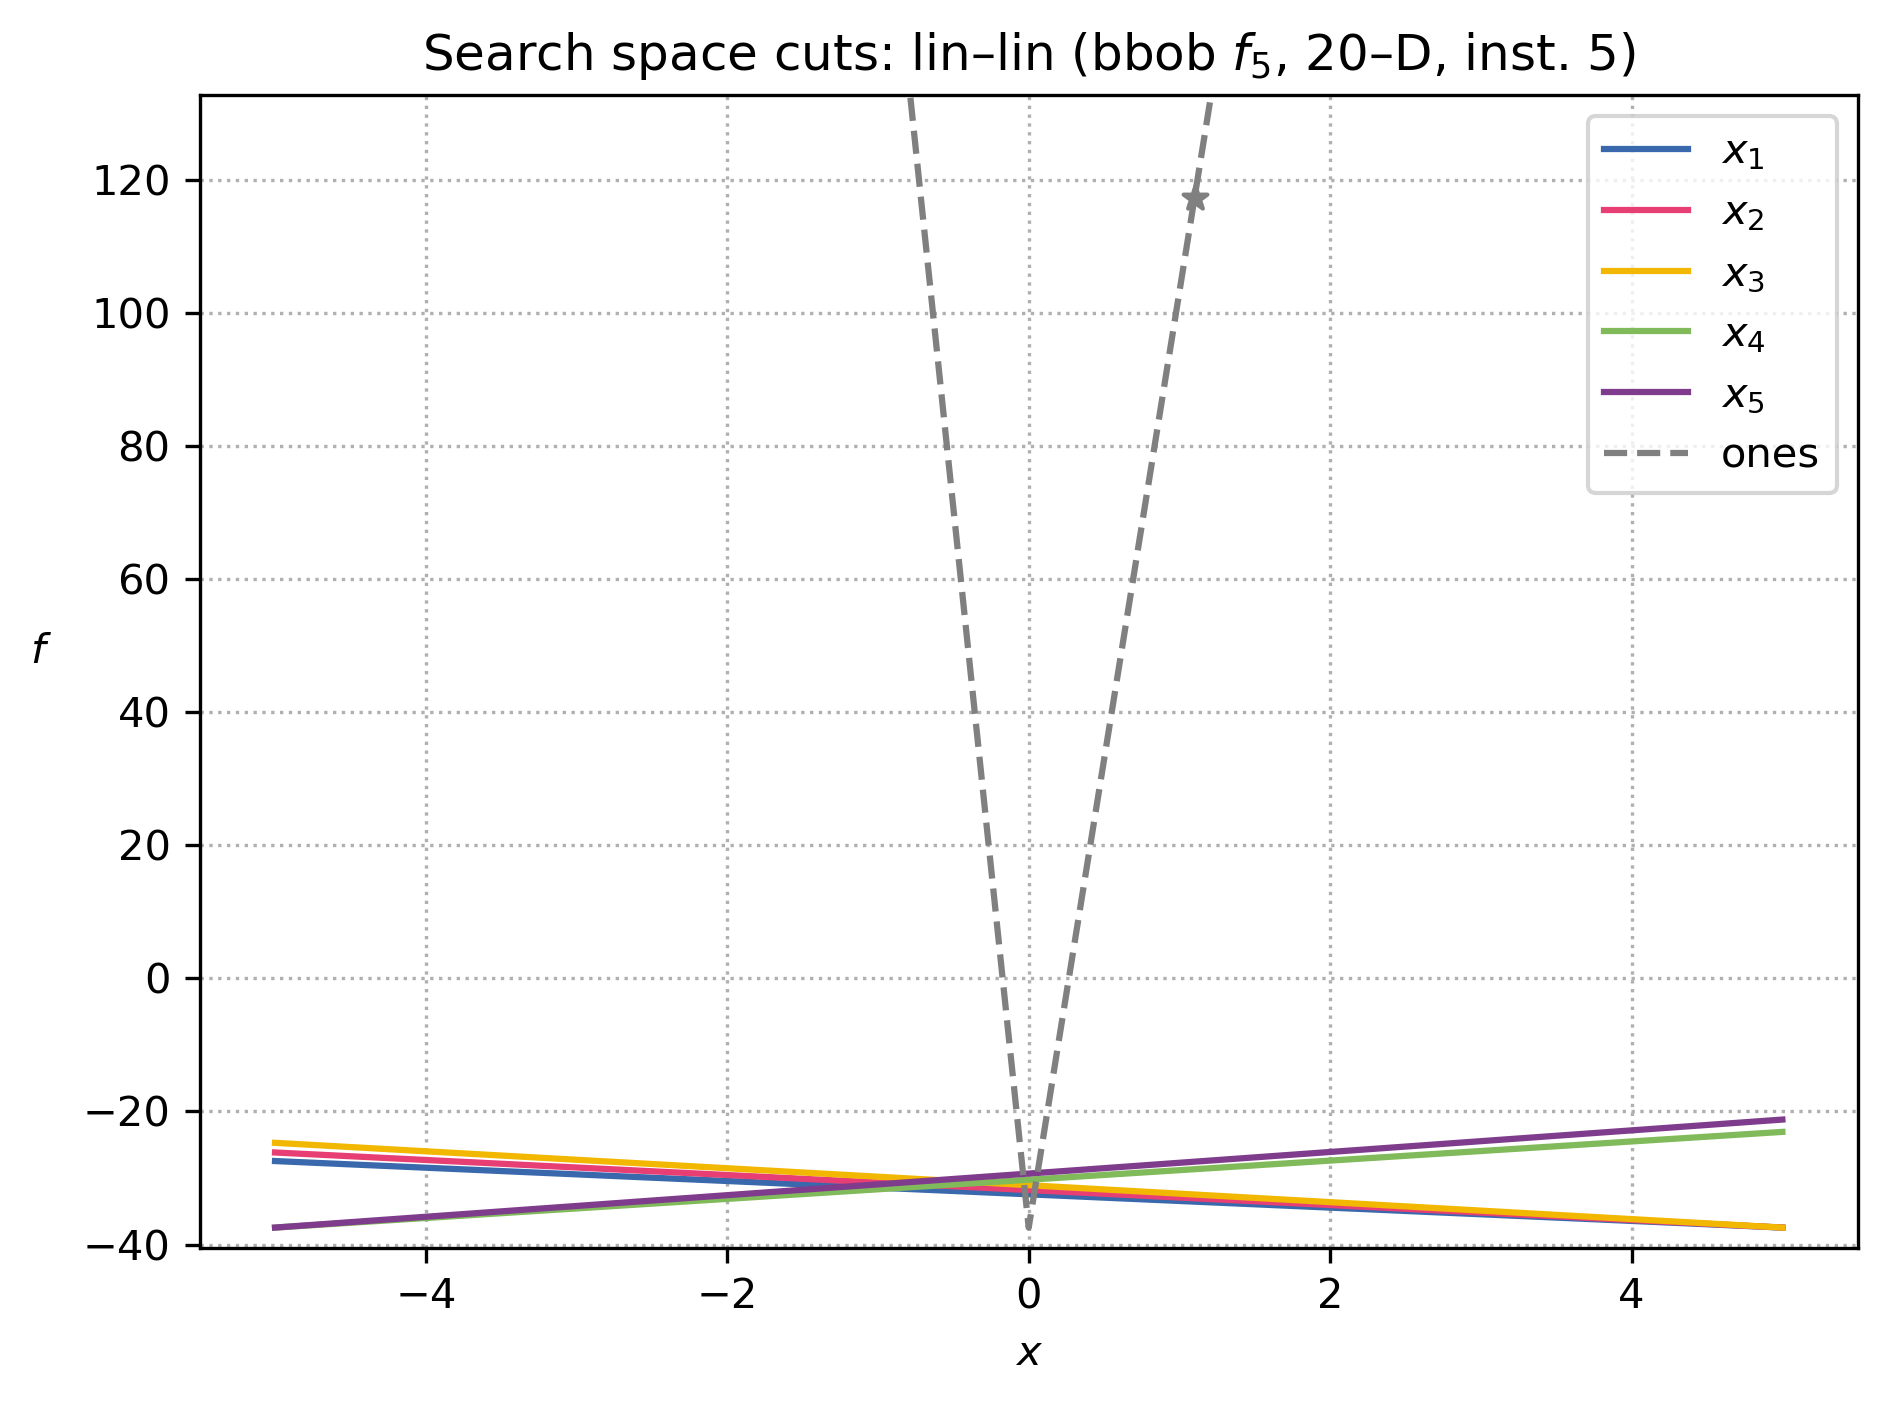 Search space cuts: lin–lin (bbob f₅, 20–D, inst. 5)
120
100
80
60
40
20
0
−20
−40
f
−4
−2
0
2
4
x
x₁
x₂
x₃
x₄
x₅
ones